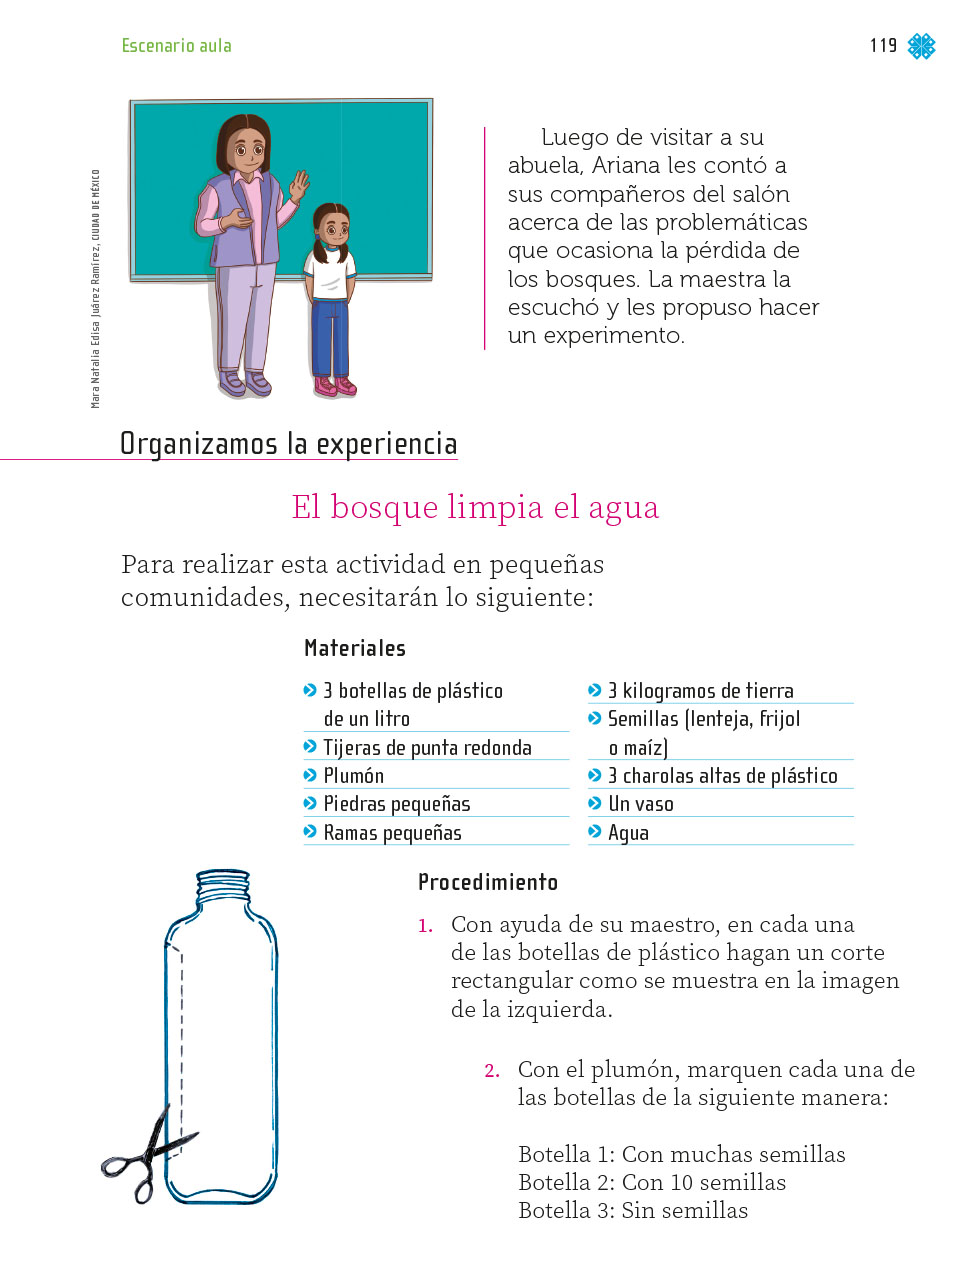 Escenario aula
119
Mara Natalia Edisa Juárez Ramírez, CIUDAD DE MÉXICO
Luego de visitar a su
abuela, Ariana les contó a
sus compañeros del salón
acerca de las problemáticas
que ocasiona la pérdida de
los bosques. La maestra la
escuchó y les propuso hacer
un experimento.
Organizamos la experiencia
El bosque limpia el agua
Para realizar esta actividad en pequeñas
comunidades, necesitarán lo siguiente:
Materiales
3 botellas de plástico
de un litro
Tijeras de punta redonda
Plumón
Piedras pequeñas
Ramas pequeñas
3 kilogramos de tierra
Semillas (lenteja, frijol
o maíz)
3 charolas altas de plástico
Un vaso
Agua
Procedimiento
1. Con ayuda de su maestro, en cada una
de las botellas de plástico hagan un corte
rectangular como se muestra en la imagen
de la izquierda.
2. Con el plumón, marquen cada una de
las botellas de la siguiente manera:
Botella 1: Con muchas semillas
Botella 2: Con 10 semillas
Botella 3: Sin semillas